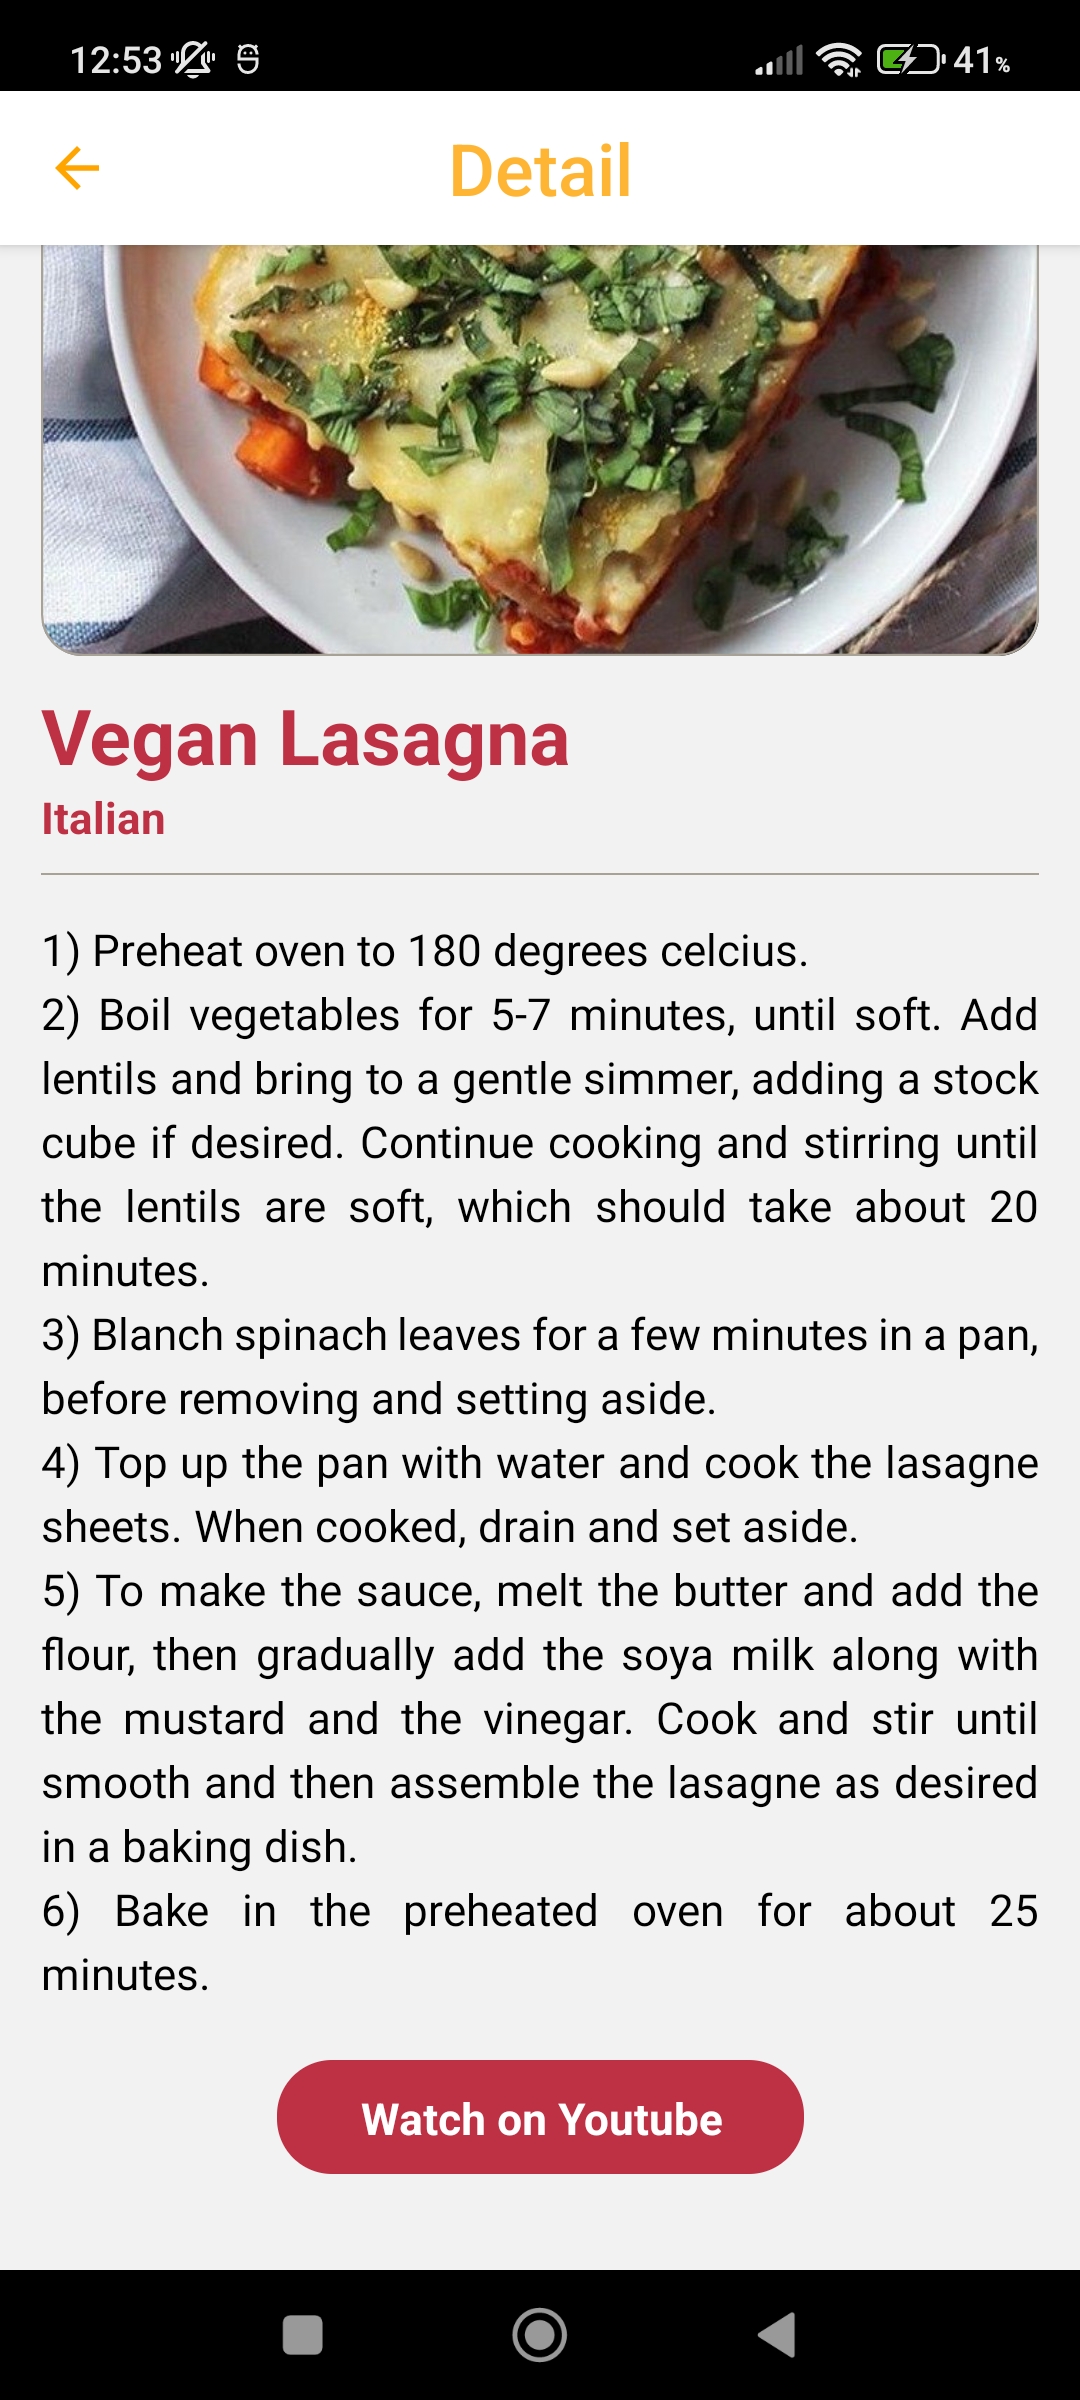 12:53
41%
Detail
Vegan Lasagna
Italian
1) Preheat oven to 180 degrees celcius.
2) Boil vegetables for 5-7 minutes, until soft. Add
lentils and bring to a gentle simmer, adding a stock
cube if desired. Continue cooking and stirring until
the lentils are soft, which should take about 20
minutes.
3) Blanch spinach leaves for a few minutes in a pan,
before removing and setting aside.
4) Top up the pan with water and cook the lasagne
sheets. When cooked, drain and set aside.
5) To make the sauce, melt the butter and add the
flour, then gradually add the soya milk along with
the mustard and the vinegar. Cook and stir until
smooth and then assemble the lasagne as desired
in a baking dish.
6) Bake in the preheated oven for about 25
minutes.
Watch on Youtube